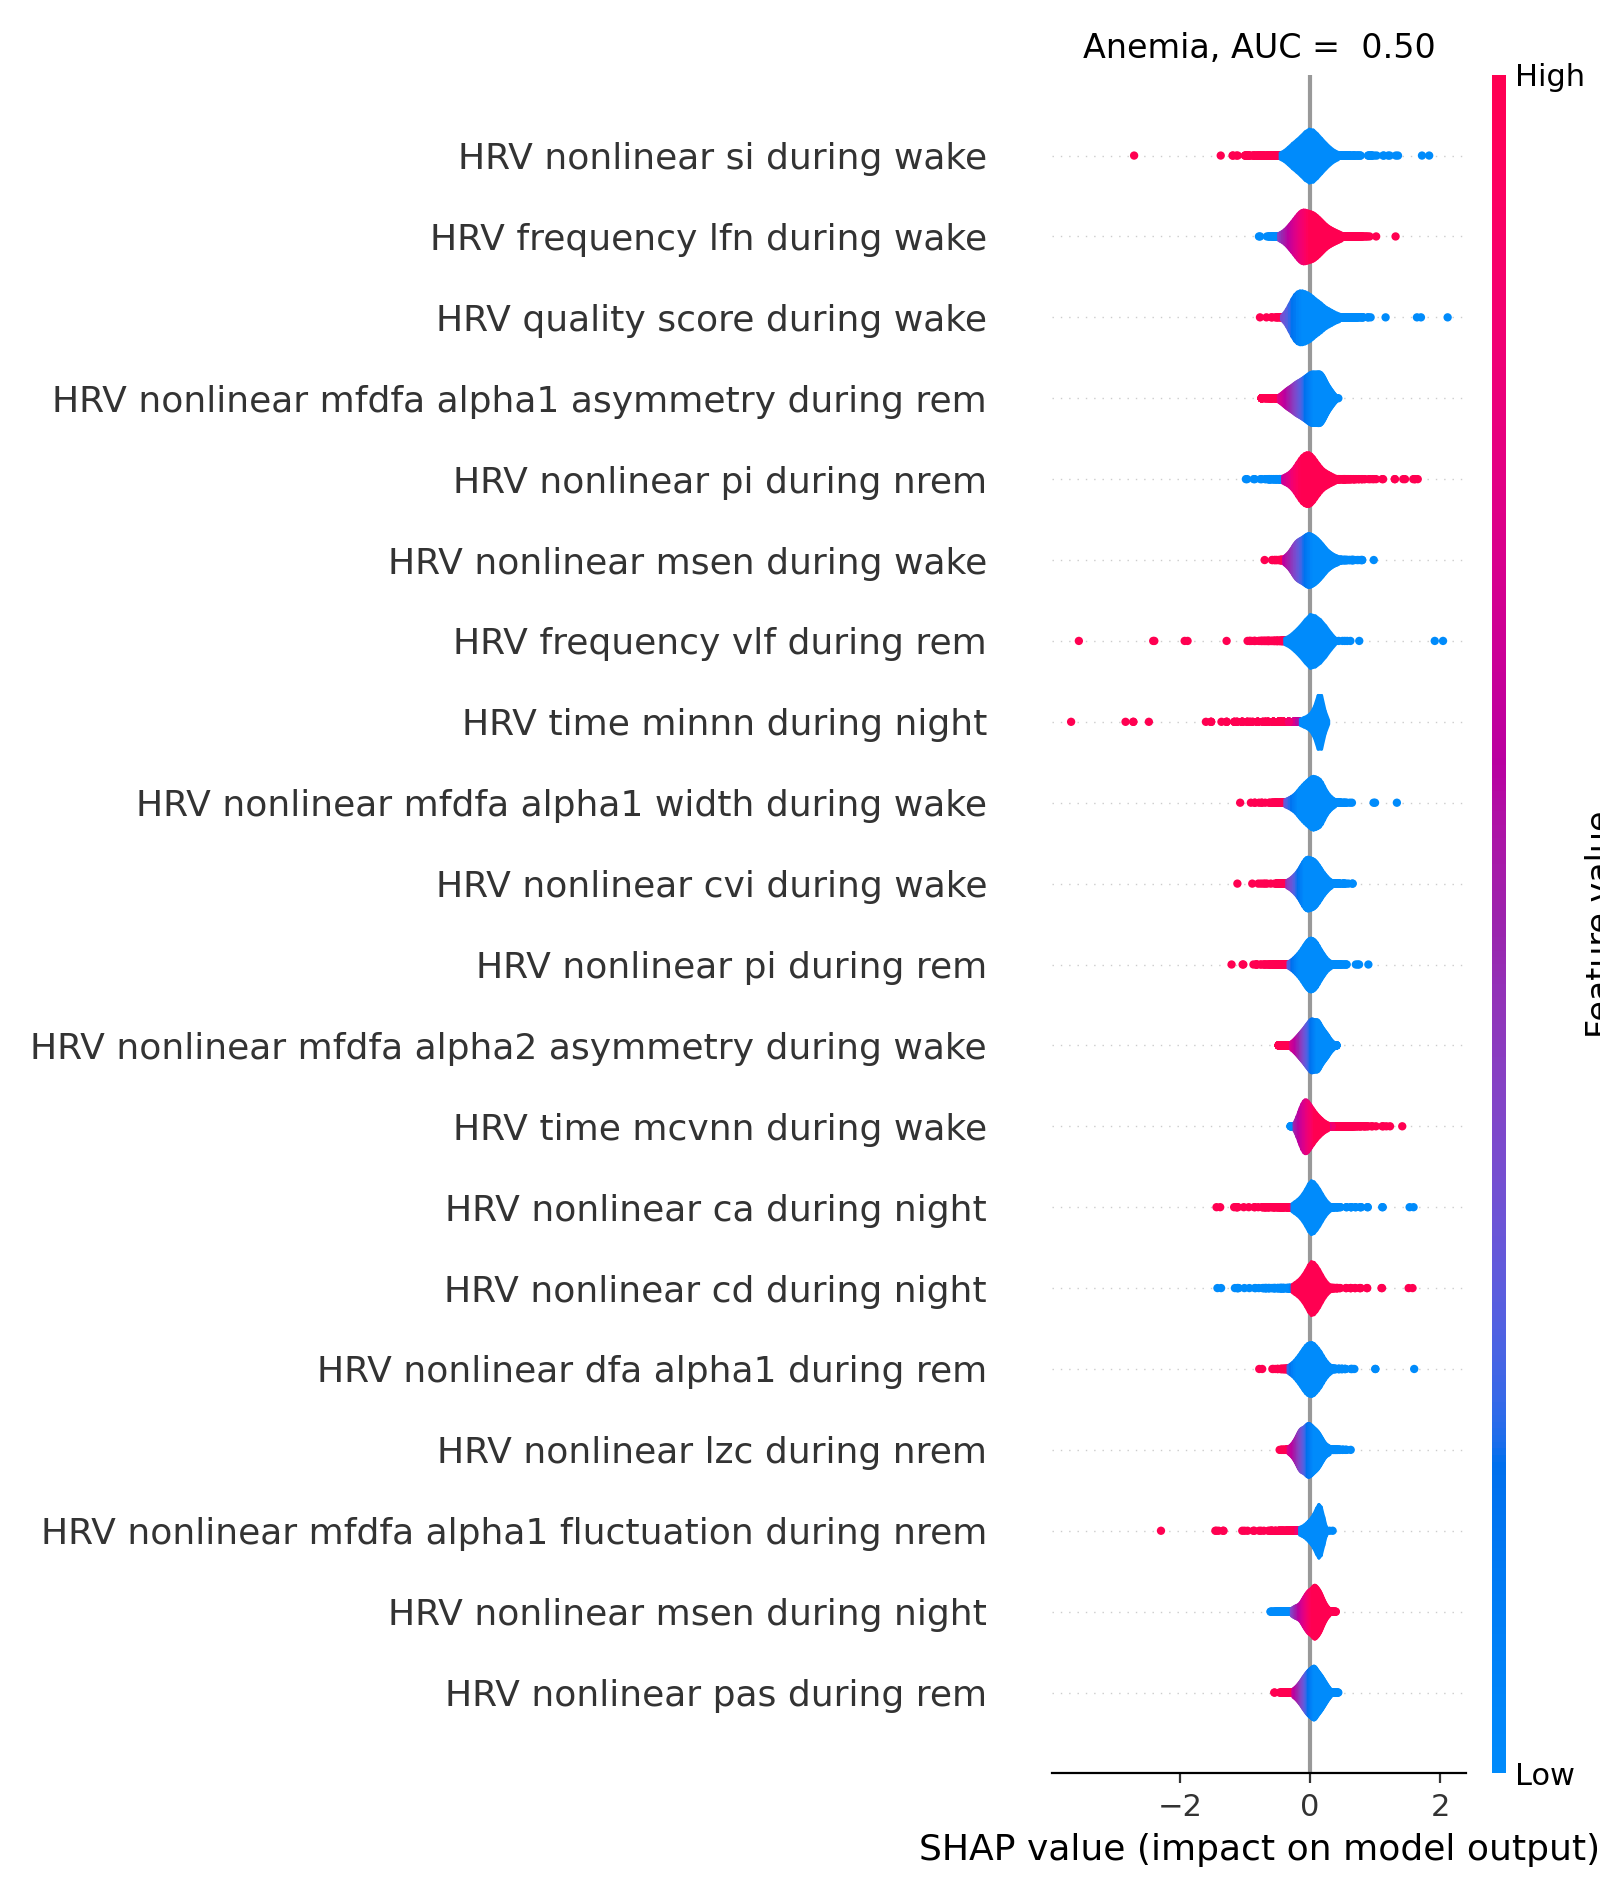 Anemia, AUC =  0.50
High
HRV nonlinear si during wake
HRV frequency lfn during wake
HRV quality score during wake
HRV nonlinear mfdfa alpha1 asymmetry during rem
HRV nonlinear pi during nrem
HRV nonlinear msen during wake
HRV frequency vlf during rem
HRV time minnn during night
HRV nonlinear mfdfa alpha1 width during wake
HRV nonlinear cvi during wake
HRV nonlinear pi during rem
HRV nonlinear mfdfa alpha2 asymmetry during wake
HRV time mcvnn during wake
HRV nonlinear ca during night
HRV nonlinear cd during night
HRV nonlinear dfa alpha1 during rem
HRV nonlinear lzc during nrem
HRV nonlinear mfdfa alpha1 fluctuation during nrem
HRV nonlinear msen during night
HRV nonlinear pas during rem
Feature value
Low
−2 0 2
SHAP value (impact on model output)